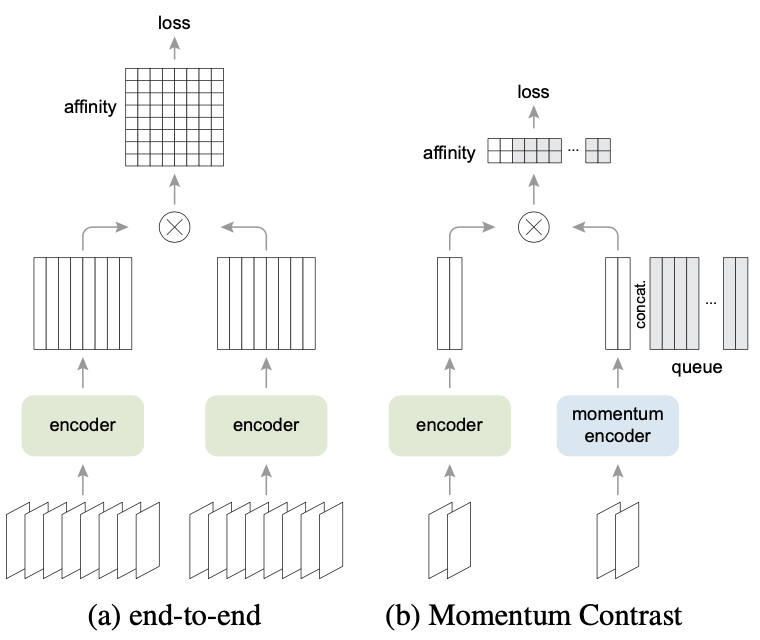 loss
affinity
encoder
encoder
(a) end-to-end
loss
affinity
...
concat.
...
queue
encoder
momentum
encoder
(b) Momentum Contrast